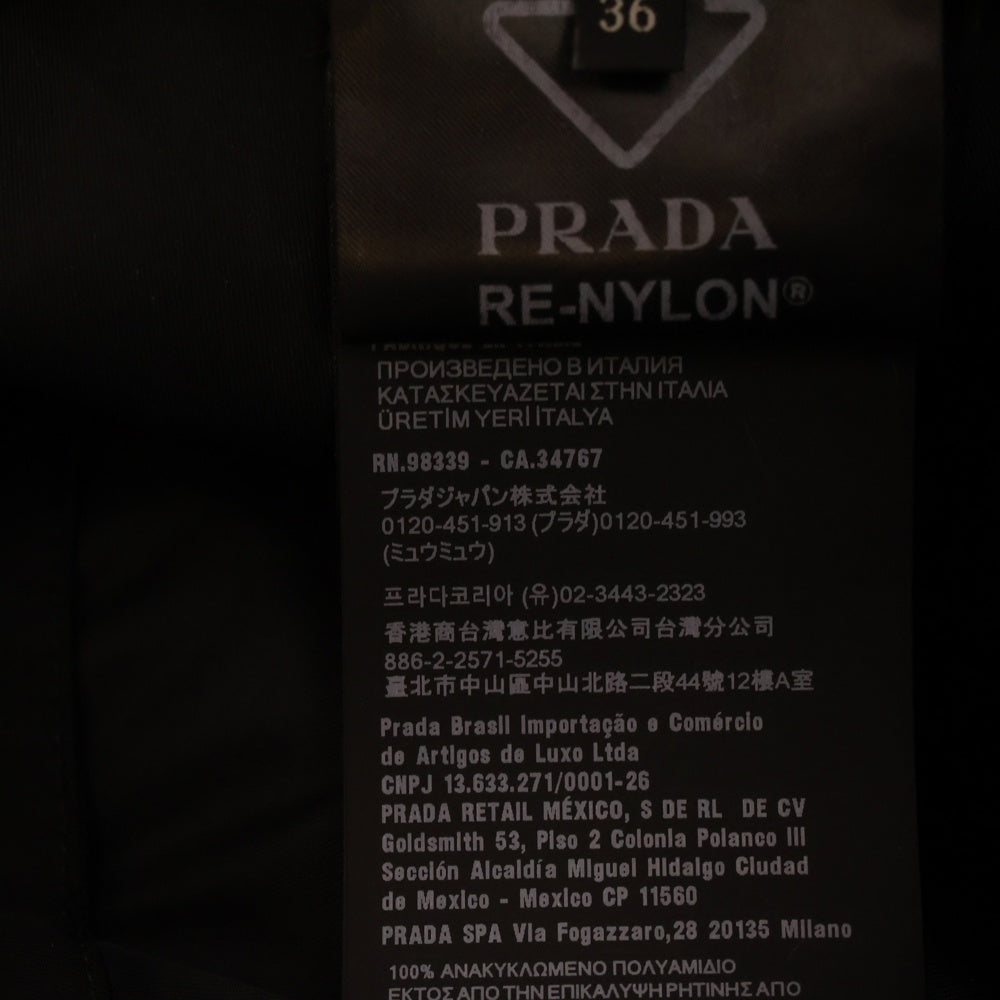 36
PRADA
RE-NYLON®
ПРОИЗВЕДЕНО В ИТАЛИЯ
ΚΑΤΑΣΚΕΥΑΖΕΤΑΙ ΣΤΗΝ ΙΤΑΛΙΑ
ÜRETİM YERİ İTALYA
RN.98339 - CA.34767
プラダジャパン株式会社
0120-451-913 (プラダ)0120-451-993
(ミュウミュウ)
프라다코리아 (유)02-3443-2323
香港商台灣意比有限公司台灣分公司
886-2-2571-5255
臺北市中山區中山北路二段44號12樓A室
Prada Brasil Importação e Comércio
de Artigos de Luxo Ltda
CNPJ 13.633.271/0001-26
PRADA RETAIL MÉXICO, S DE RL DE CV
Goldsmith 53, Piso 2 Colonia Polanco III
Sección Alcaldía Miguel Hidalgo Ciudad
de Mexico - Mexico CP 11560
PRADA SPA Via Fogazzaro,28 20135 Milano
100% ΑΝΑΚΥΚΛΩΜΕΝΟ ΠΟΛΥΑΜΙΔΙΟ
ΕΚΤΟΣ ΑΠΟ ΤΗΝ ΕΠΙΚΑΛΥΨΗ ΡΗΤΙΝΗΣ ΑΠΟ